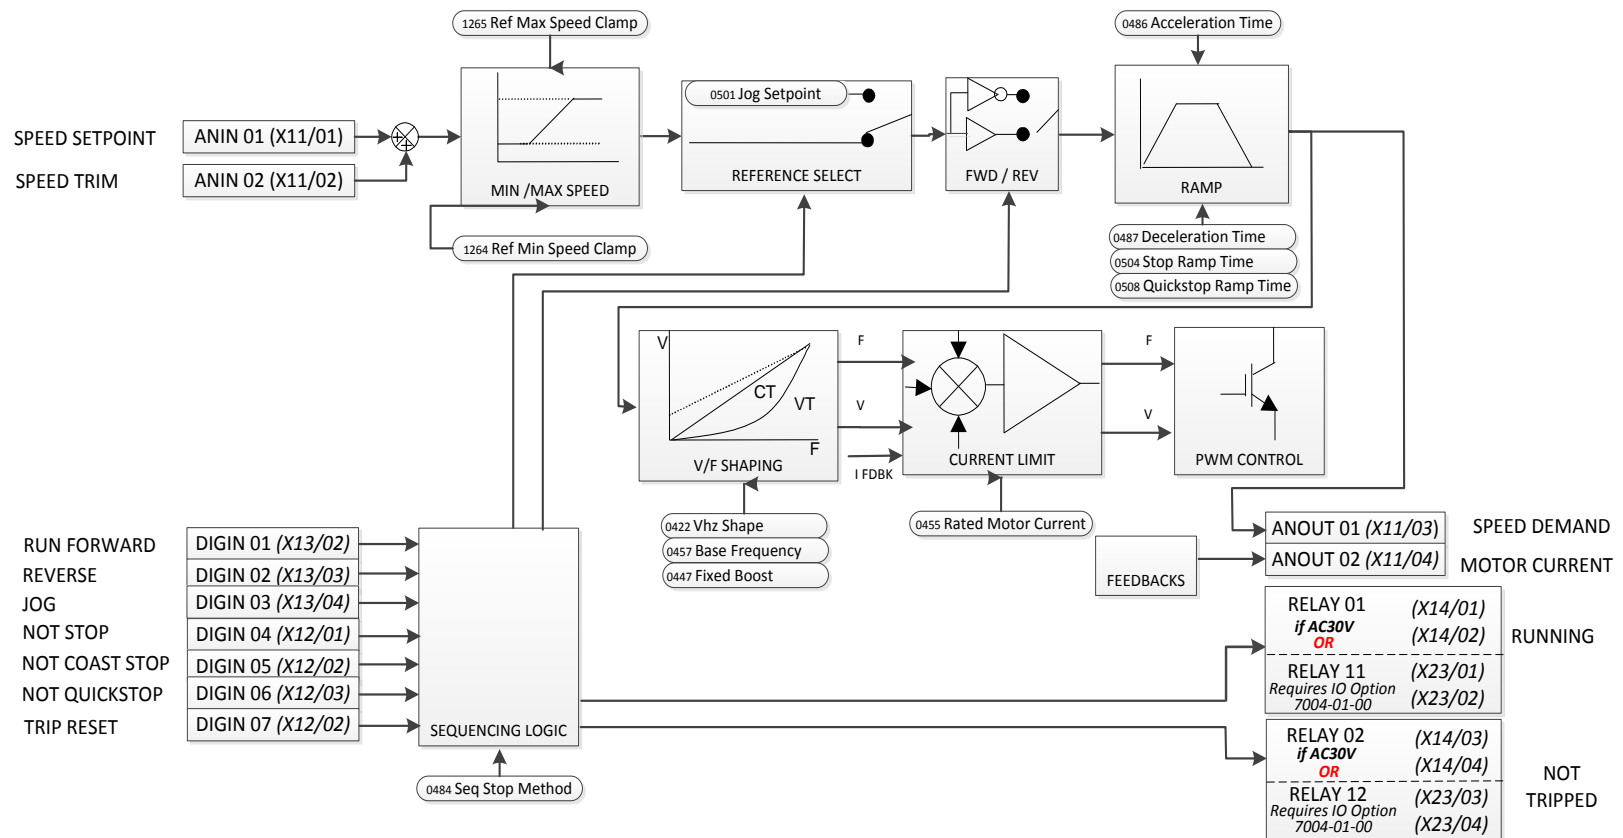 1265 Ref Max Speed Clamp
0486 Acceleration Time
0501 Jog Setpoint
SPEED SETPOINT
ANIN 01 (X11/01)
SPEED TRIM
ANIN 02 (X11/02)
+
+
MIN /MAX SPEED
REFERENCE SELECT
FWD / REV
RAMP
1264 Ref Min Speed Clamp
0487 Deceleration Time
0504 Stop Ramp Time
0508 Quickstop Ramp Time
V
CT
VT
F
V/F SHAPING
F
V
I FDBK
CURRENT LIMIT
F
V
PWM CONTROL
0422 Vhz Shape
0457 Base Frequency
0447 Fixed Boost
0455 Rated Motor Current
RUN FORWARD
DIGIN 01 (X13/02)
REVERSE
DIGIN 02 (X13/03)
JOG
DIGIN 03 (X13/04)
NOT STOP
DIGIN 04 (X12/01)
NOT COAST STOP
DIGIN 05 (X12/02)
NOT QUICKSTOP
DIGIN 06 (X12/03)
TRIP RESET
DIGIN 07 (X12/02)
SEQUENCING LOGIC
0484 Seq Stop Method
FEEDBACKS
ANOUT 01 (X11/03)
SPEED DEMAND
ANOUT 02 (X11/04)
MOTOR CURRENT
RELAY 01 (X14/01)
if AC30V (X14/02)
OR
RUNNING
RELAY 11 (X23/01)
Requires IO Option (X23/02)
7004-01-00
RELAY 02 (X14/03)
if AC30V (X14/04)
OR
NOT
TRIPPED
RELAY 12 (X23/03)
Requires IO Option (X23/04)
7004-01-00